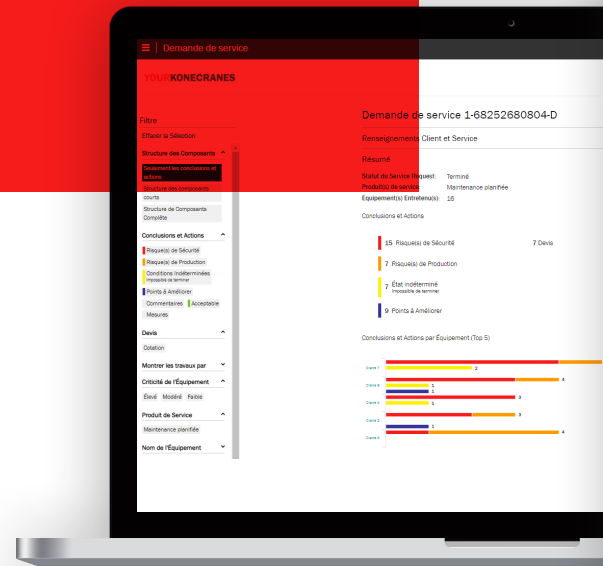 Demande de service
YOURKONECRANES
Filtre
Effacer la Sélection
Structure des Composants
Seulement les conclusions et
actions
Structure des composants
courts
Structure de Composants
Complète
Conclusions et Actions
Risque(s) de Sécurité
Risque(s) de Production
Conditions Indéterminées
Impossible de terminer
Points à Améliorer
Commentaires
Acceptable
Mesures
Devis
Cotation
Montrer les travaux par
Criticité de l'Équipement
Élevé Modéré Faible
Produit de Service
Maintenance planifiée
Nom de l'Équipement
Demande de service 1-68252680804-D
Renseignements Client et Service
Résumé
Statut de Service Request: Terminé
Produit(s) de service: Maintenance planifiée
Équipement(s) Entretenu(s): 16
Conclusions et Actions
15 Risque(s) de Sécurité 7 Devis
7 Risque(s) de Production
7 État indéterminé
Impossible de terminer
9 Points à Améliorer
Conclusions et Actions par Équipement (Top 5)
2
4
1
1
3
1
3
1
4